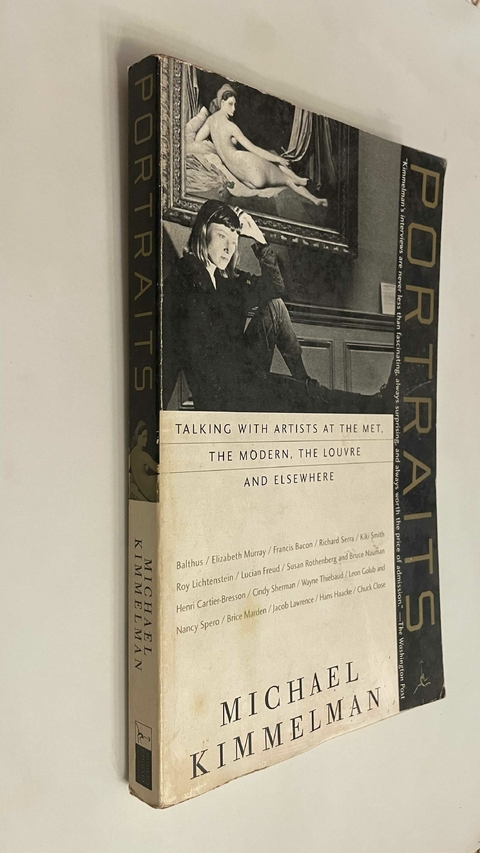 PORTRAITS
MICHAEL
KIMMELMAN
TALKING WITH ARTISTS AT THE MET,
THE MODERN, THE LOUVRE
AND ELSEWHERE
Balthus / Elizabeth Murray / Francis Bacon / Richard Serra / Kiki Smith
Roy Lichtenstein / Lucian Freud / Susan Rothenberg and Bruce Nauman
Henri Cartier-Bresson / Cindy Sherman / Wayne Thiebaud / Leon Golub and
Nancy Spero / Brice Marden / Jacob Lawrence / Hans Haacke / Chuck Close
MICHAEL
KIMMELMAN
"Kimmelman's interviews are never less than fascinating, always surprising, and always worth the price of admission." —The Washington Post
PORTRAITS